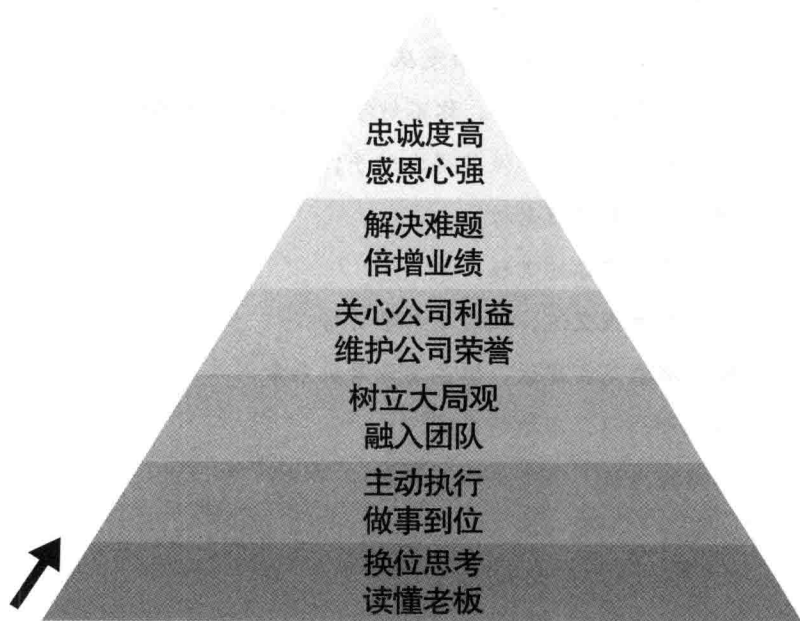 忠诚度高
感恩心强
解决难题
倍增业绩
关心公司利益
维护公司荣誉
树立大局观
融入团队
主动执行
做事到位
换位思考
读懂老板